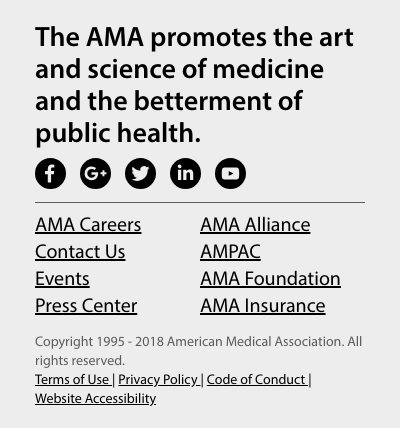 The AMA promotes the art
and science of medicine
and the betterment of
public health.
f G+ in
AMA Careers
Contact Us
Events
Press Center
AMA Alliance
AMPAC
AMA Foundation
AMA Insurance
Copyright 1995 - 2018 American Medical Association. All
rights reserved.
Terms of Use | Privacy Policy | Code of Conduct |
Website Accessibility